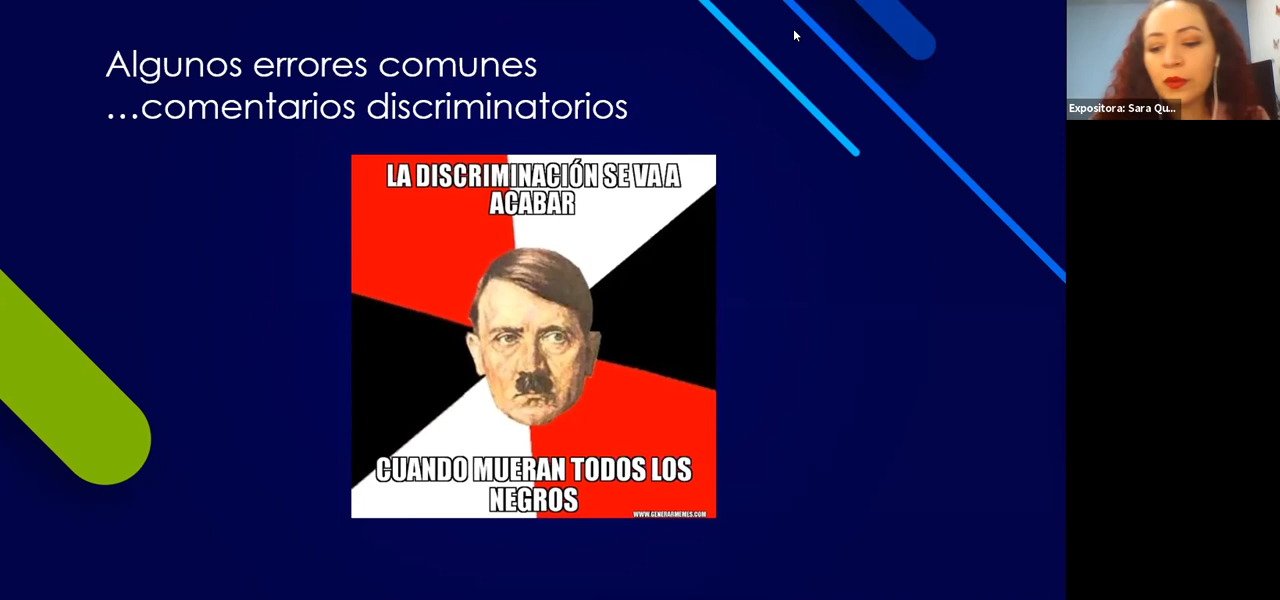 Algunos errores comunes
...comentarios discriminatorios
LA DISCRIMINACIÓN SE VA A
ACABAR
CUANDO MUERAN TODOS LOS
NEGROS
WWW.GENERARMEMES.COM
Expositora: Sara Qu...